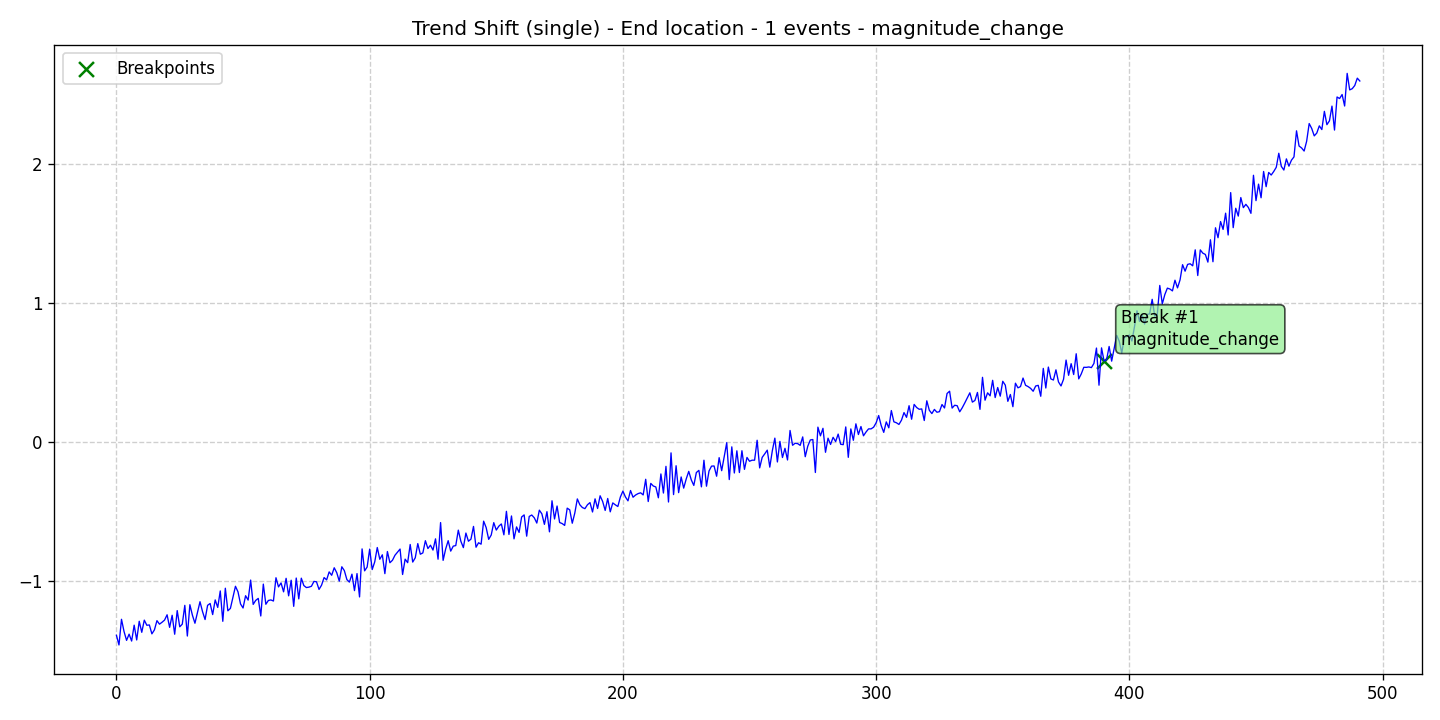 Trend Shift (single) - End location - 1 events - magnitude_change
Breakpoints
2
1
0
−1
Break #1
magnitude_change
0
100
200
300
400
500